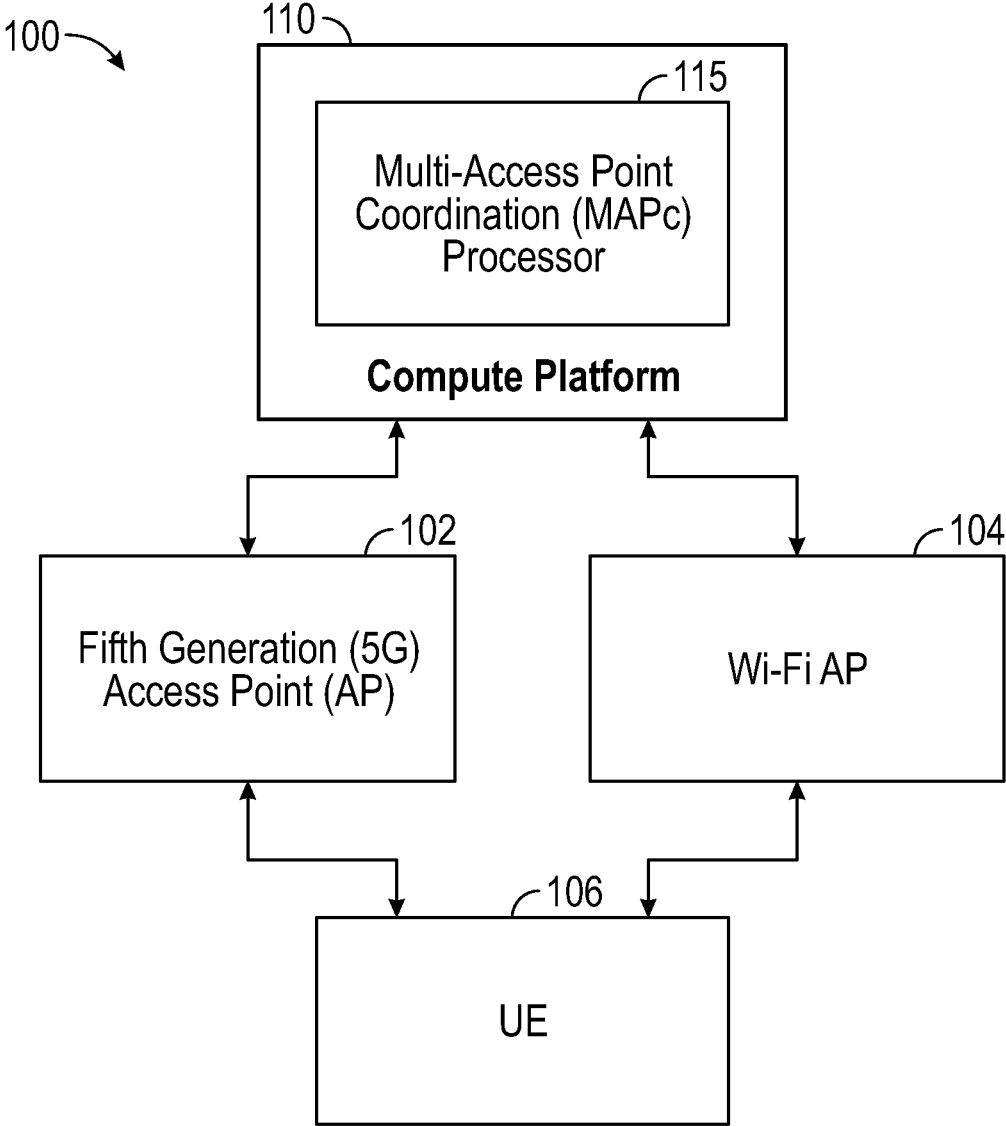 100
110
115
Multi-Access Point
Coordination (MAPc)
Processor
Compute Platform
102
104
Fifth Generation (5G)
Access Point (AP)
Wi-Fi AP
106
UE